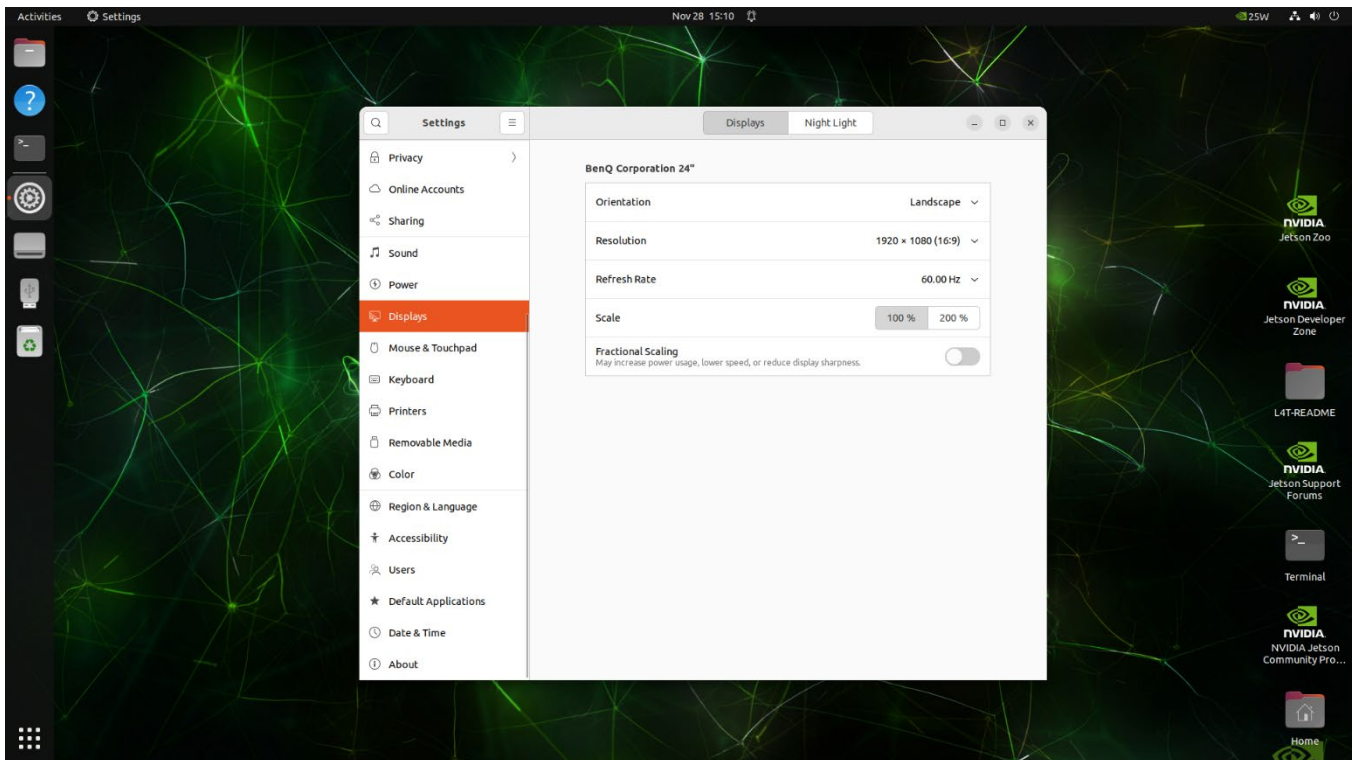 Activities Settings Nov 28 15:10 25W
Settings
Displays Night Light
Privacy
Online Accounts
Sharing
Sound
Power
Displays
Mouse & Touchpad
Keyboard
Printers
Removable Media
Color
Region & Language
Accessibility
Users
Default Applications
Date & Time
About
BenQ Corporation 24"
Orientation Landscape
Resolution 1920 × 1080 (16:9)
Refresh Rate 60.00 Hz
Scale 100 % 200 %
Fractional Scaling
May increase power usage, lower speed, or reduce display sharpness.
NVIDIA.
Jetson Zoo
NVIDIA.
Jetson Developer
Zone
L4T-README
NVIDIA.
Jetson Support
Forums
Terminal
NVIDIA.
NVIDIA Jetson
Community Pro...
Home